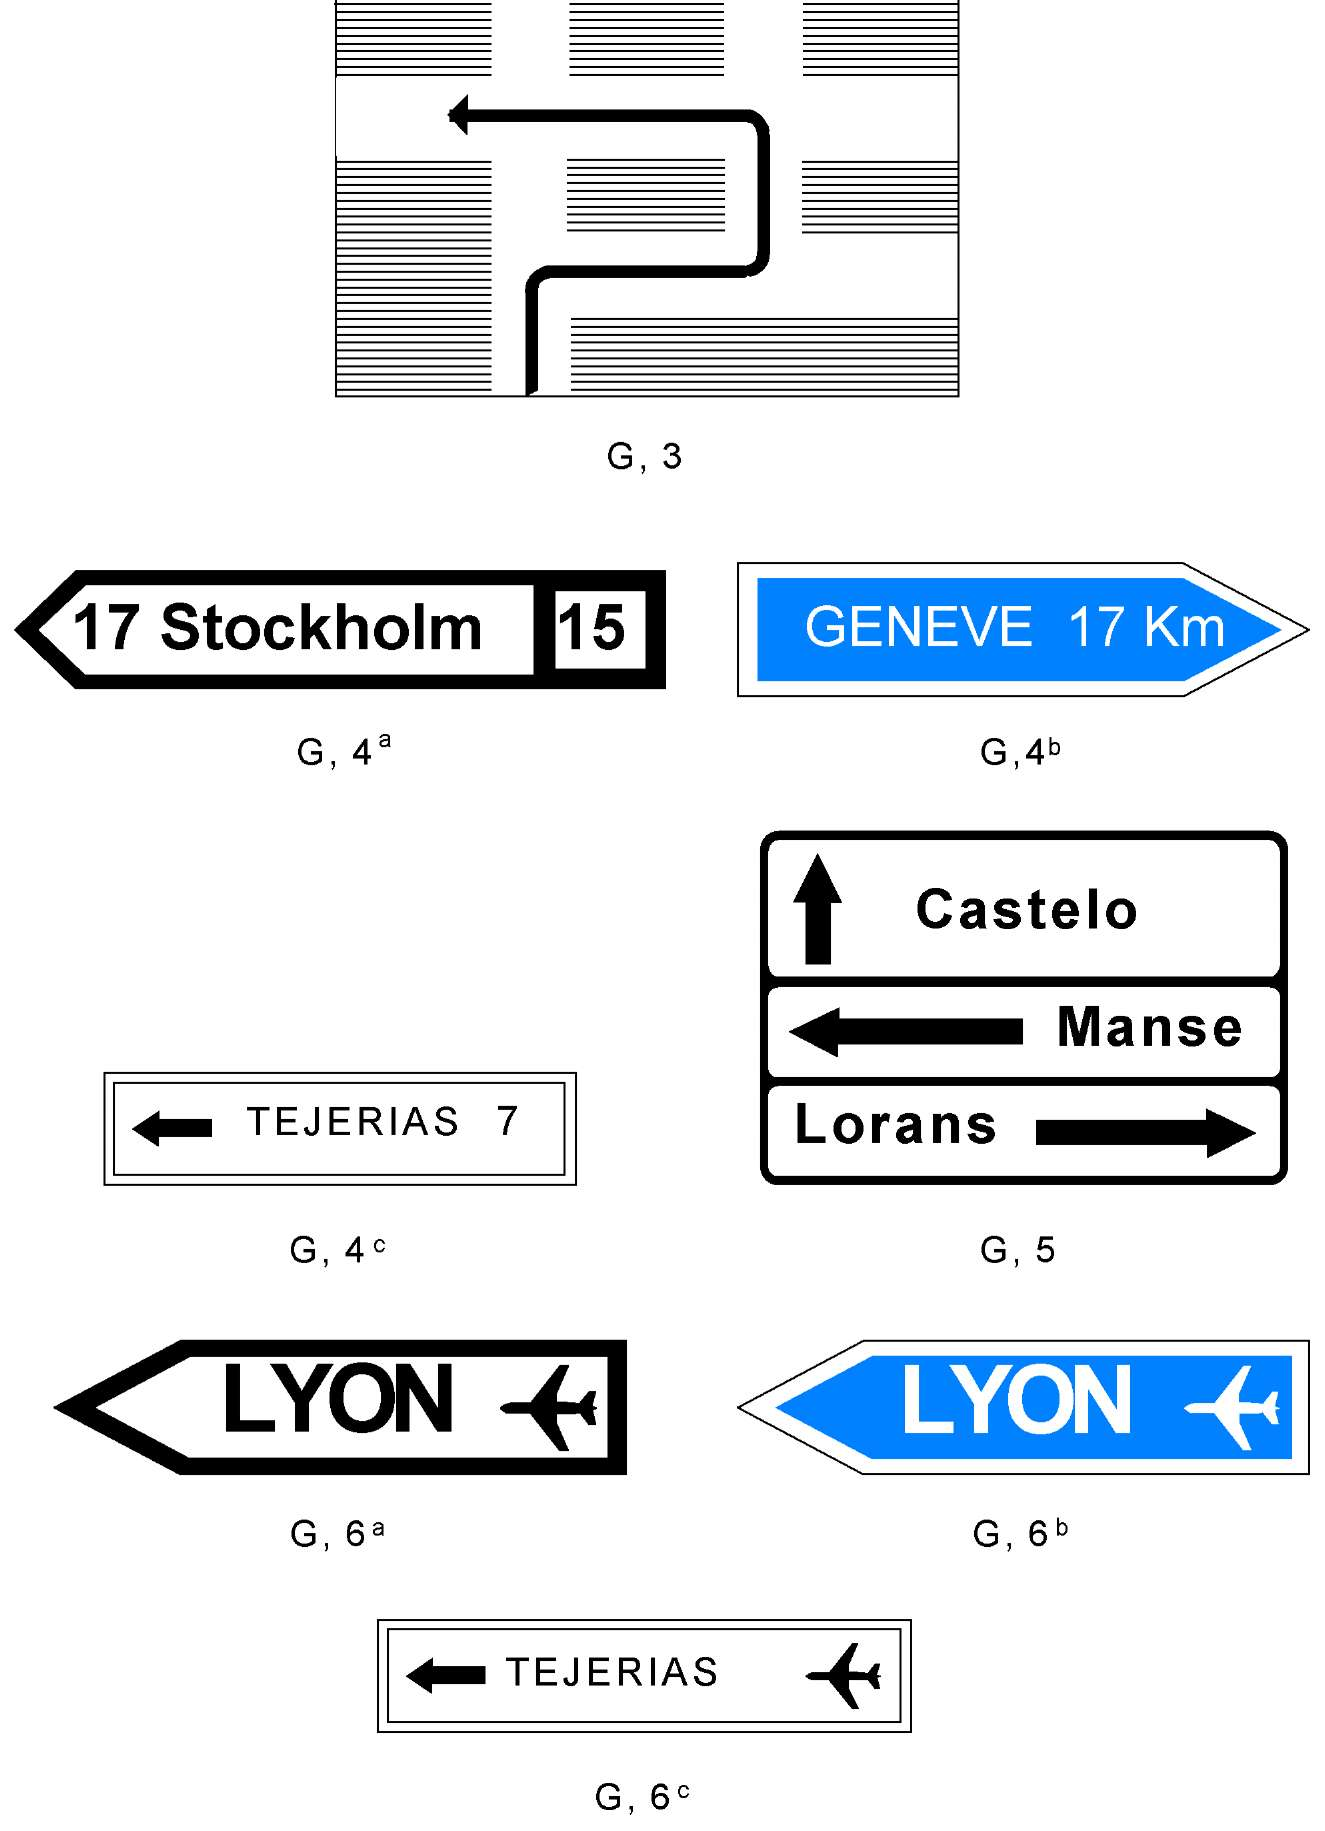 G, 3
17 Stockholm 15
GENEVE 17 Km
G, 4ᵃ
G,4ᵇ
Castelo
Manse
TEJERIAS 7
Lorans
G, 4ᶜ
G, 5
LYON
LYON
G, 6ᵃ
G, 6ᵇ
TEJERIAS
G, 6ᶜ